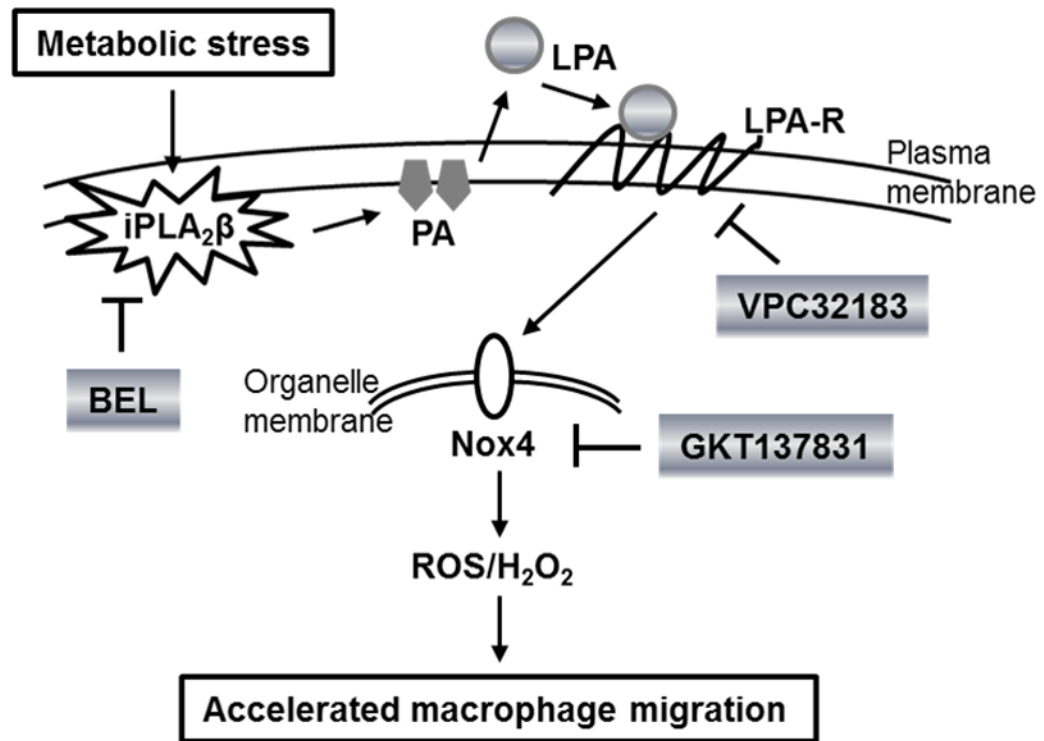 Metabolic stress
LPA
LPA-R
Plasma
membrane
iPLA₂β
PA
VPC32183
BEL
Organelle
membrane
Nox4
GKT137831
ROS/H₂O₂
Accelerated macrophage migration